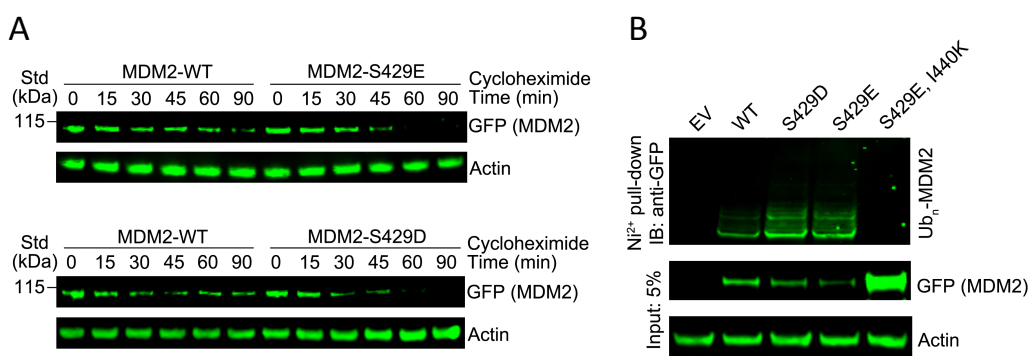 A
Std
(kDa)
MDM2-WT
MDM2-S429E
Cycloheximide
0 15 30 45 60 90 0 15 30 45 60 90 Time (min)
115
GFP (MDM2)
Actin
Std
(kDa)
MDM2-WT
MDM2-S429D
Cycloheximide
0 15 30 45 60 90 0 15 30 45 60 90 Time (min)
115
GFP (MDM2)
Actin
B
EV
WT
S429D
S429E
S429E, I440K
Ni²⁺ pull-down
IB: anti-GFP
Ubₙ-MDM2
Input: 5%
GFP (MDM2)
Actin